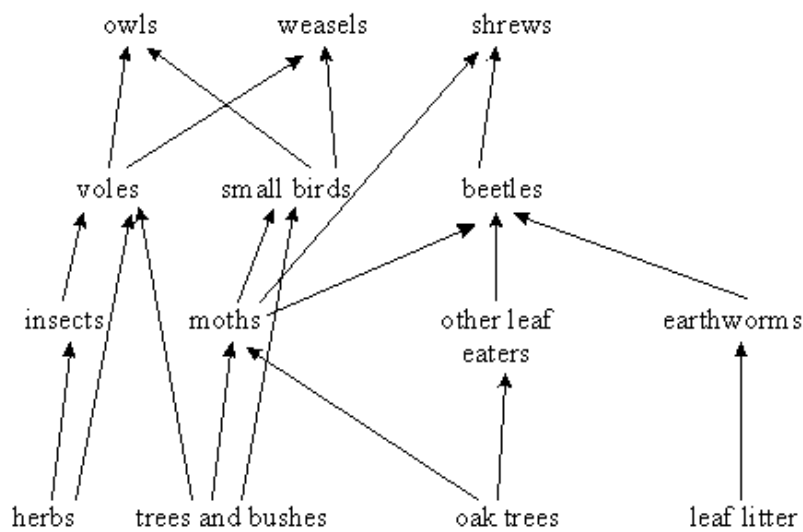 owls weasels shrews
voles small birds beetles
insects moths other leaf earthworms
eaters
herbs trees and bushes oak trees leaf litter